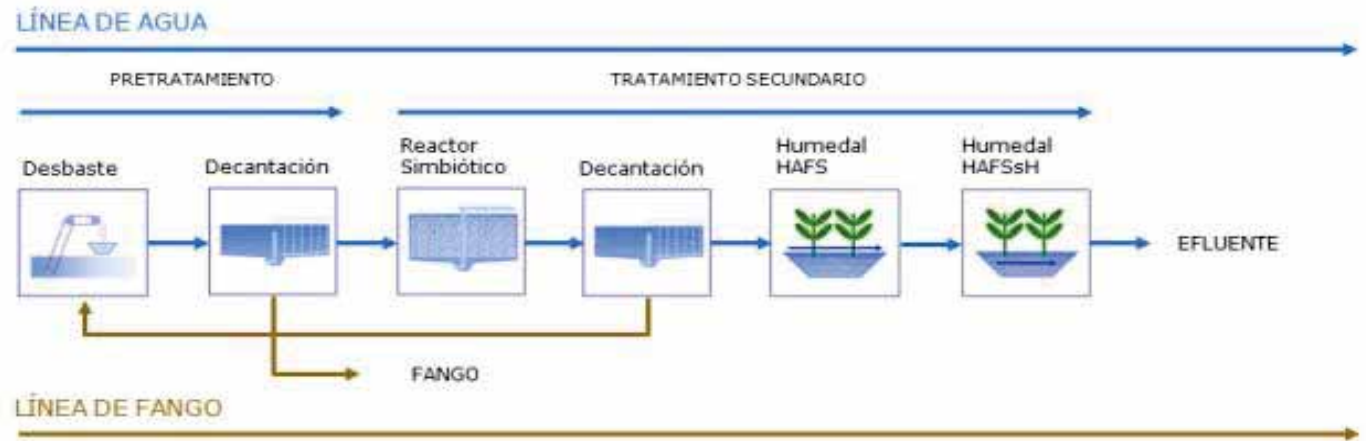 LÍNEA DE AGUA
PRETRATAMIENTO
TRATAMIENTO SECUNDARIO
Desbaste
Decantación
Reactor
Simbiótico
Decantación
Humedal
HAFS
Humedal
HAFSsH
EFLUENTE
FANGO
LÍNEA DE FANGO